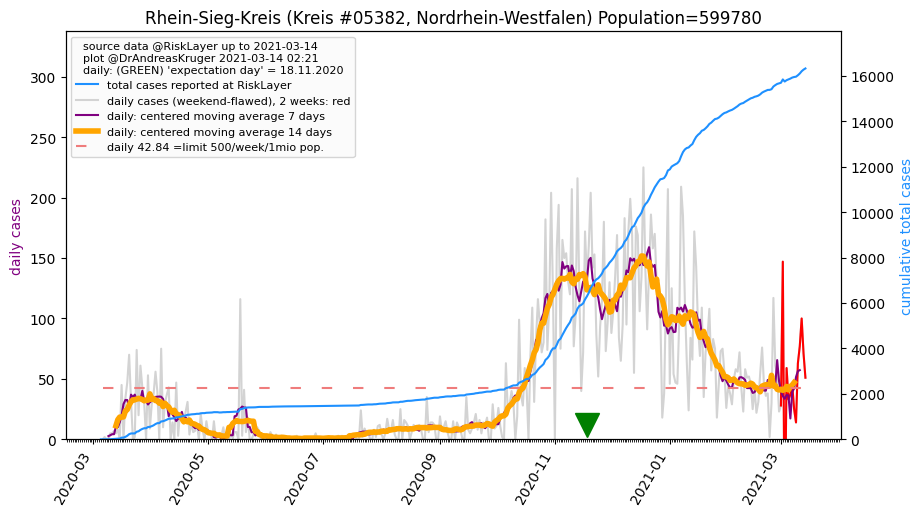 Rhein-Sieg-Kreis (Kreis #05382, Nordrhein-Westfalen) Population=599780
source data @RiskLayer up to 2021-03-14
plot @DrAndreasKruger 2021-03-14 02:21
daily: (GREEN) 'expectation day' = 18.11.2020
total cases reported at RiskLayer
daily cases (weekend-flawed), 2 weeks: red
daily: centered moving average 7 days
daily: centered moving average 14 days
daily 42.84 =limit 500/week/1mio pop.
daily cases
300
250
200
150
100
50
0
cumulative total cases
16000
14000
12000
10000
8000
6000
4000
2000
0
2020-03
2020-05
2020-07
2020-09
2020-11
2021-01
2021-03